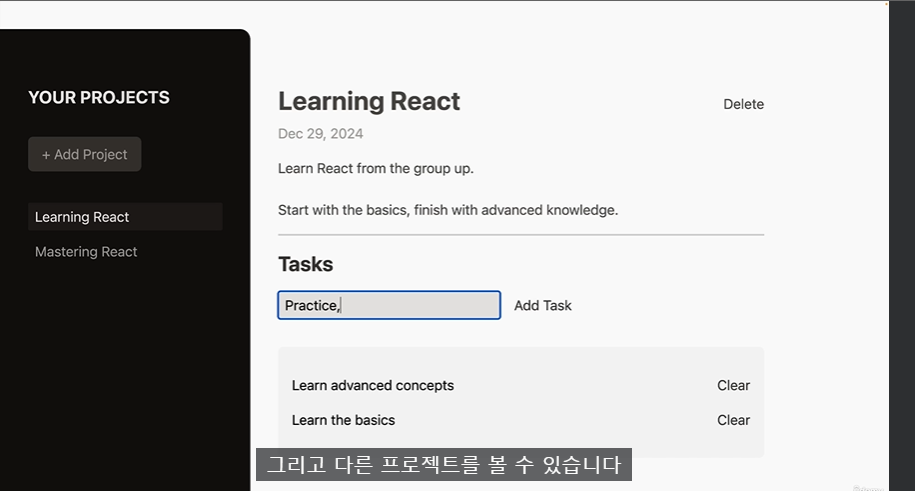 YOUR PROJECTS
+ Add Project
Learning React
Mastering React
Learning React
Delete
Dec 29, 2024
Learn React from the group up.
Start with the basics, finish with advanced knowledge.
Tasks
Practice,
Add Task
Learn advanced concepts
Clear
Learn the basics
Clear
그리고 다른 프로젝트를 볼 수 있습니다